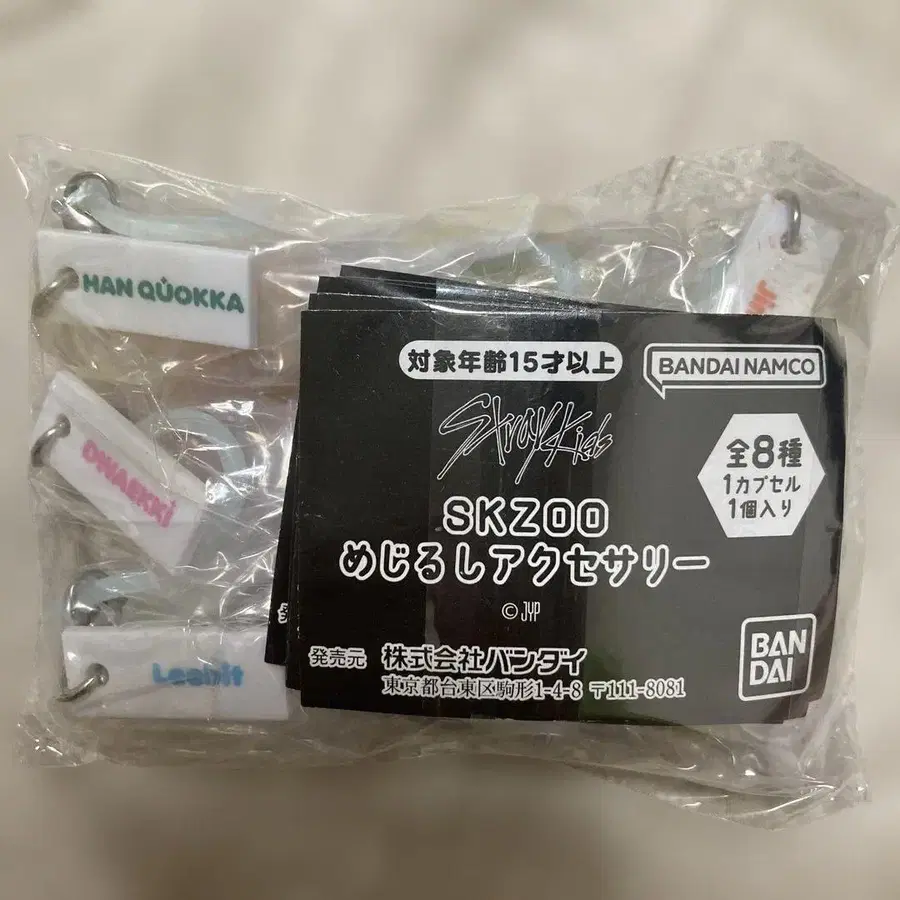 HAN QUOKKA
DWAEKKI
Leebit
対象年齢15才以上
BANDAI NAMCO
Stray Kids
SKZOO
めじるしアクセサリー
全8種
1カプセル
1個入り
©JYP
発売元 株式会社バンダイ
東京都台東区駒形1-4-8 〒111-8081
BAN
DAI